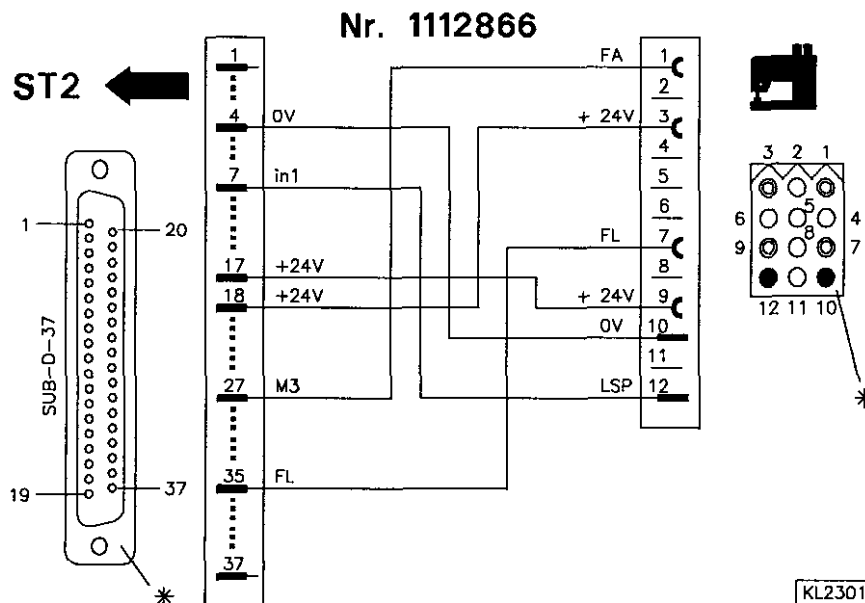 Nr. 1112866
ST2
1
4 0V
7 in1
17 +24V
18 +24V
27 M3
35 FL
37
FA 1
2
+ 24V 3
4
5
6
FL 7
8
+ 24V 9
0V 10
11
LSP 12
1
20
SUB-D-37
19
37
*
3 2 1
5
6 4
8
9 7
12 11 10
*
KL2301